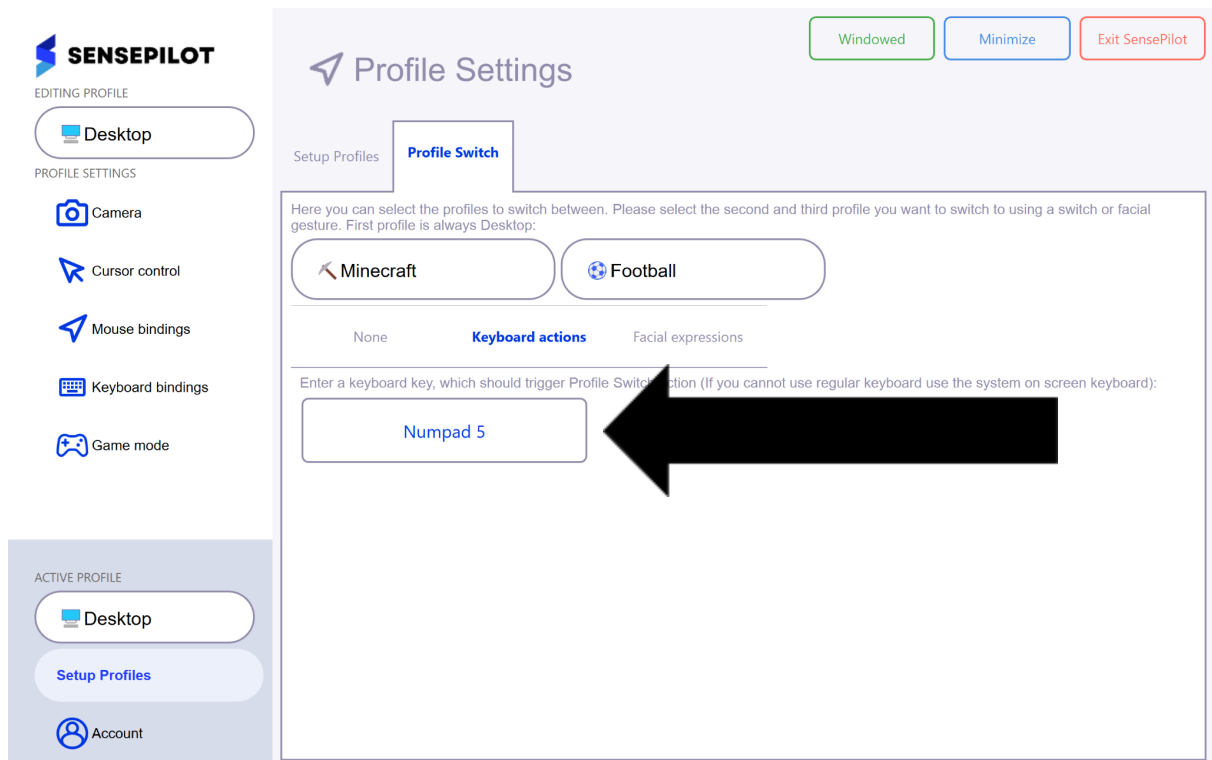 SENSEPILOT
EDITING PROFILE
Desktop
PROFILE SETTINGS
Camera
Cursor control
Mouse bindings
Keyboard bindings
Game mode
ACTIVE PROFILE
Desktop
Setup Profiles
Account
Windowed
Minimize
Exit SensePilot
Profile Settings
Setup Profiles
Profile Switch
Here you can select the profiles to switch between. Please select the second and third profile you want to switch to using a switch or facial
gesture. First profile is always Desktop:
Minecraft
Football
None
Keyboard actions
Facial expressions
Enter a keyboard key, which should trigger Profile Switch action (If you cannot use regular keyboard use the system on screen keyboard):
Numpad 5